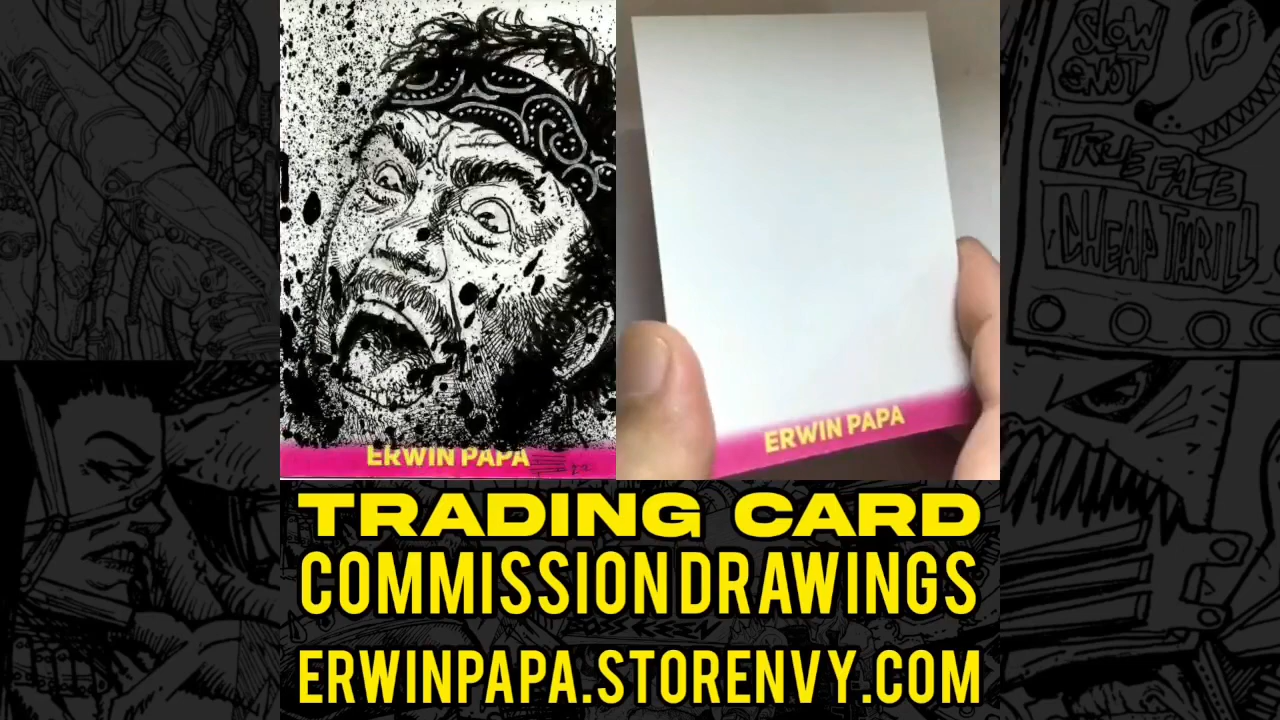 SLOW
SNOT
TRUE FACE
CHEAP THRILL
ERWIN PAPA
ERWIN PAPA
TRADING CARD
COMMISSION DRAWINGS
ERWINPAPA.STORENVY.COM